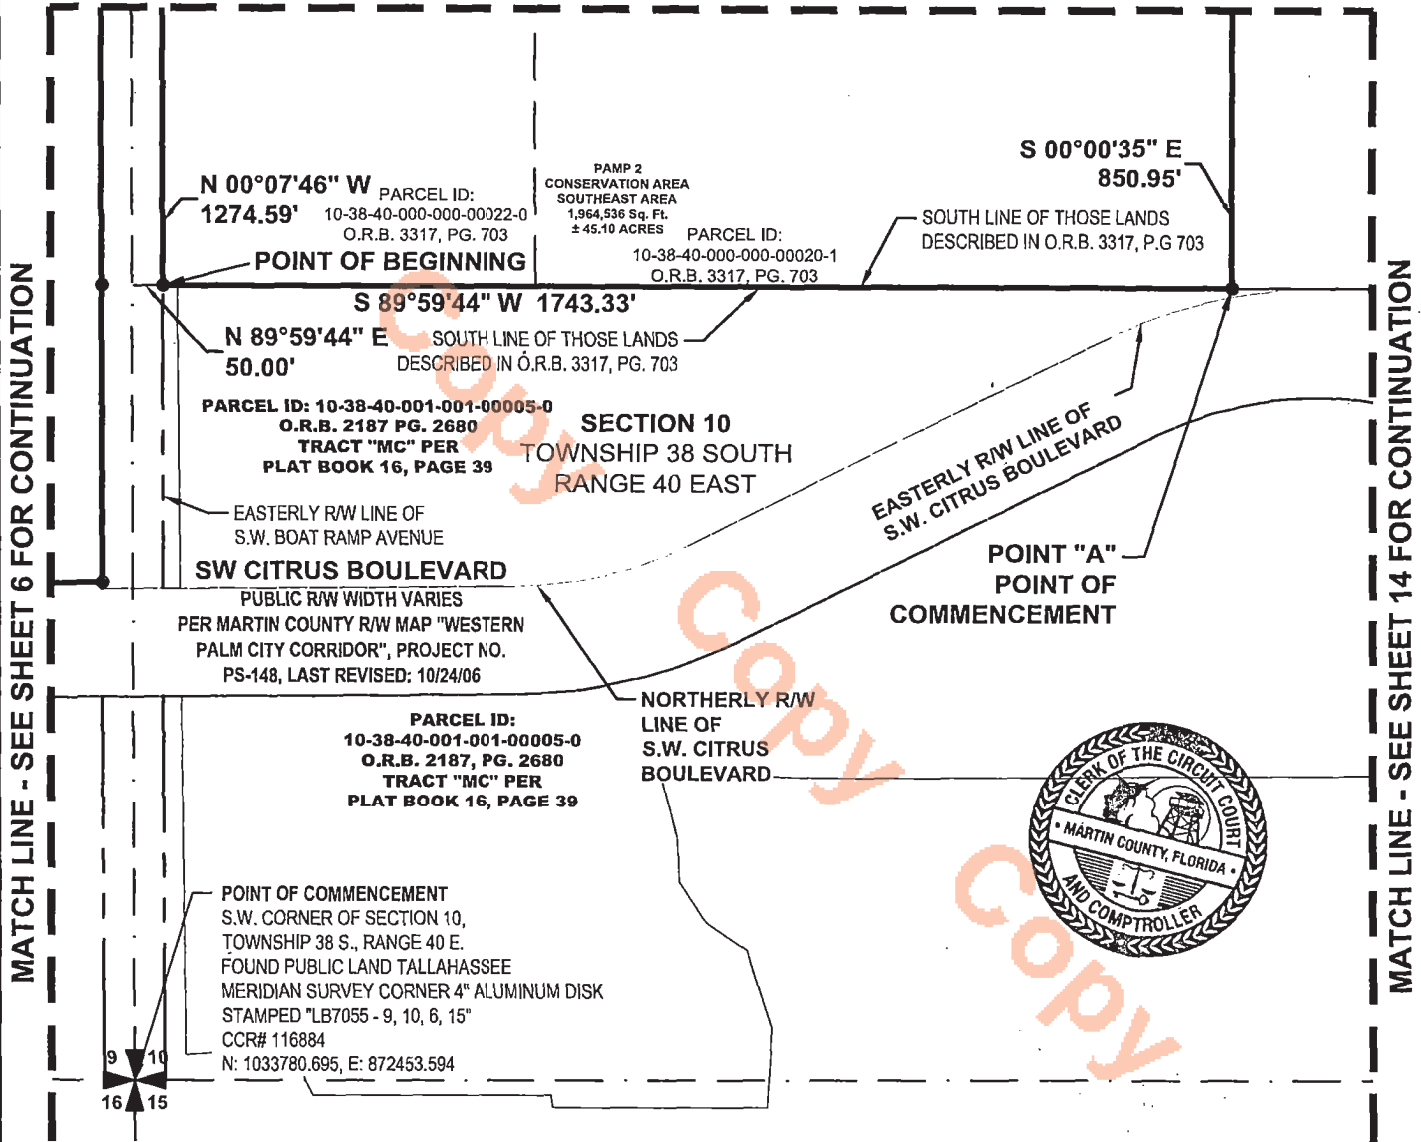 N 00°07'46" W
1274.59'
PARCEL ID:
10-38-40-000-000-00022-0
O.R.B. 3317, PG. 703
POINT OF BEGINNING
PAMP 2
CONSERVATION AREA
SOUTHEAST AREA
1,964,536 Sq. Ft.
± 45.10 ACRES
PARCEL ID:
10-38-40-000-000-00020-1
O.R.B. 3317, PG. 703
S 00°00'35" E
850.95'
SOUTH LINE OF THOSE LANDS
DESCRIBED IN O.R.B. 3317, P.G 703
S 89°59'44" W 1743.33'
N 89°59'44" E
50.00'
SOUTH LINE OF THOSE LANDS
DESCRIBED IN O.R.B. 3317, PG. 703
PARCEL ID: 10-38-40-001-001-00005-0
O.R.B. 2187 PG. 2680
TRACT "MC" PER
PLAT BOOK 16, PAGE 39
SECTION 10
TOWNSHIP 38 SOUTH
RANGE 40 EAST
EASTERLY R/W LINE OF
S.W. CITRUS BOULEVARD
EASTERLY R/W LINE OF
S.W. BOAT RAMP AVENUE
SW CITRUS BOULEVARD
PUBLIC R/W WIDTH VARIES
PER MARTIN COUNTY R/W MAP "WESTERN
PALM CITY CORRIDOR", PROJECT NO.
PS-148, LAST REVISED: 10/24/06
POINT "A"
POINT OF
COMMENCEMENT
NORTHERLY R/W
LINE OF
S.W. CITRUS
BOULEVARD
PARCEL ID:
10-38-40-001-001-00005-0
O.R.B. 2187, PG. 2680
TRACT "MC" PER
PLAT BOOK 16, PAGE 39
POINT OF COMMENCEMENT
S.W. CORNER OF SECTION 10,
TOWNSHIP 38 S., RANGE 40 E.
FOUND PUBLIC LAND TALLAHASSEE
MERIDIAN SURVEY CORNER 4" ALUMINUM DISK
STAMPED "LB7055 - 9, 10, 6, 15"
CCR# 116884
N: 1033780.695, E: 872453.594
9 10
16 15
MATCH LINE - SEE SHEET 6 FOR CONTINUATION
MATCH LINE - SEE SHEET 14 FOR CONTINUATION
CLERK OF THE CIRCUIT COURT
• MARTIN COUNTY, FLORIDA •
AND COMPTROLLER
Copy
Copy
Copy